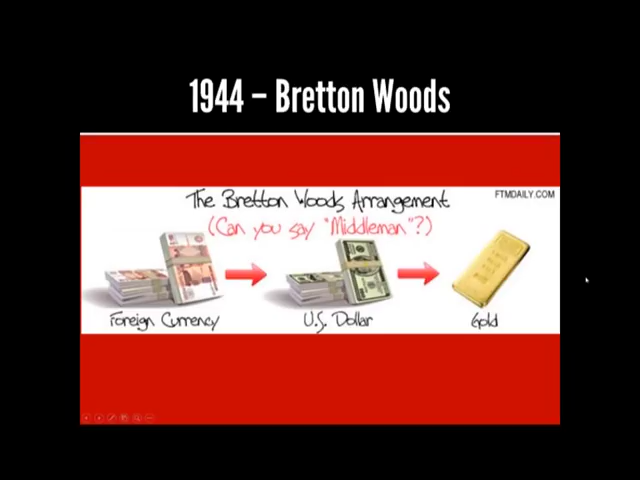 1944 – Bretton Woods
The Bretton Woods Arrangement
FTMDAILY.COM
(Can you say "Middleman"?)
Foreign Currency
U.S. Dollar
Gold